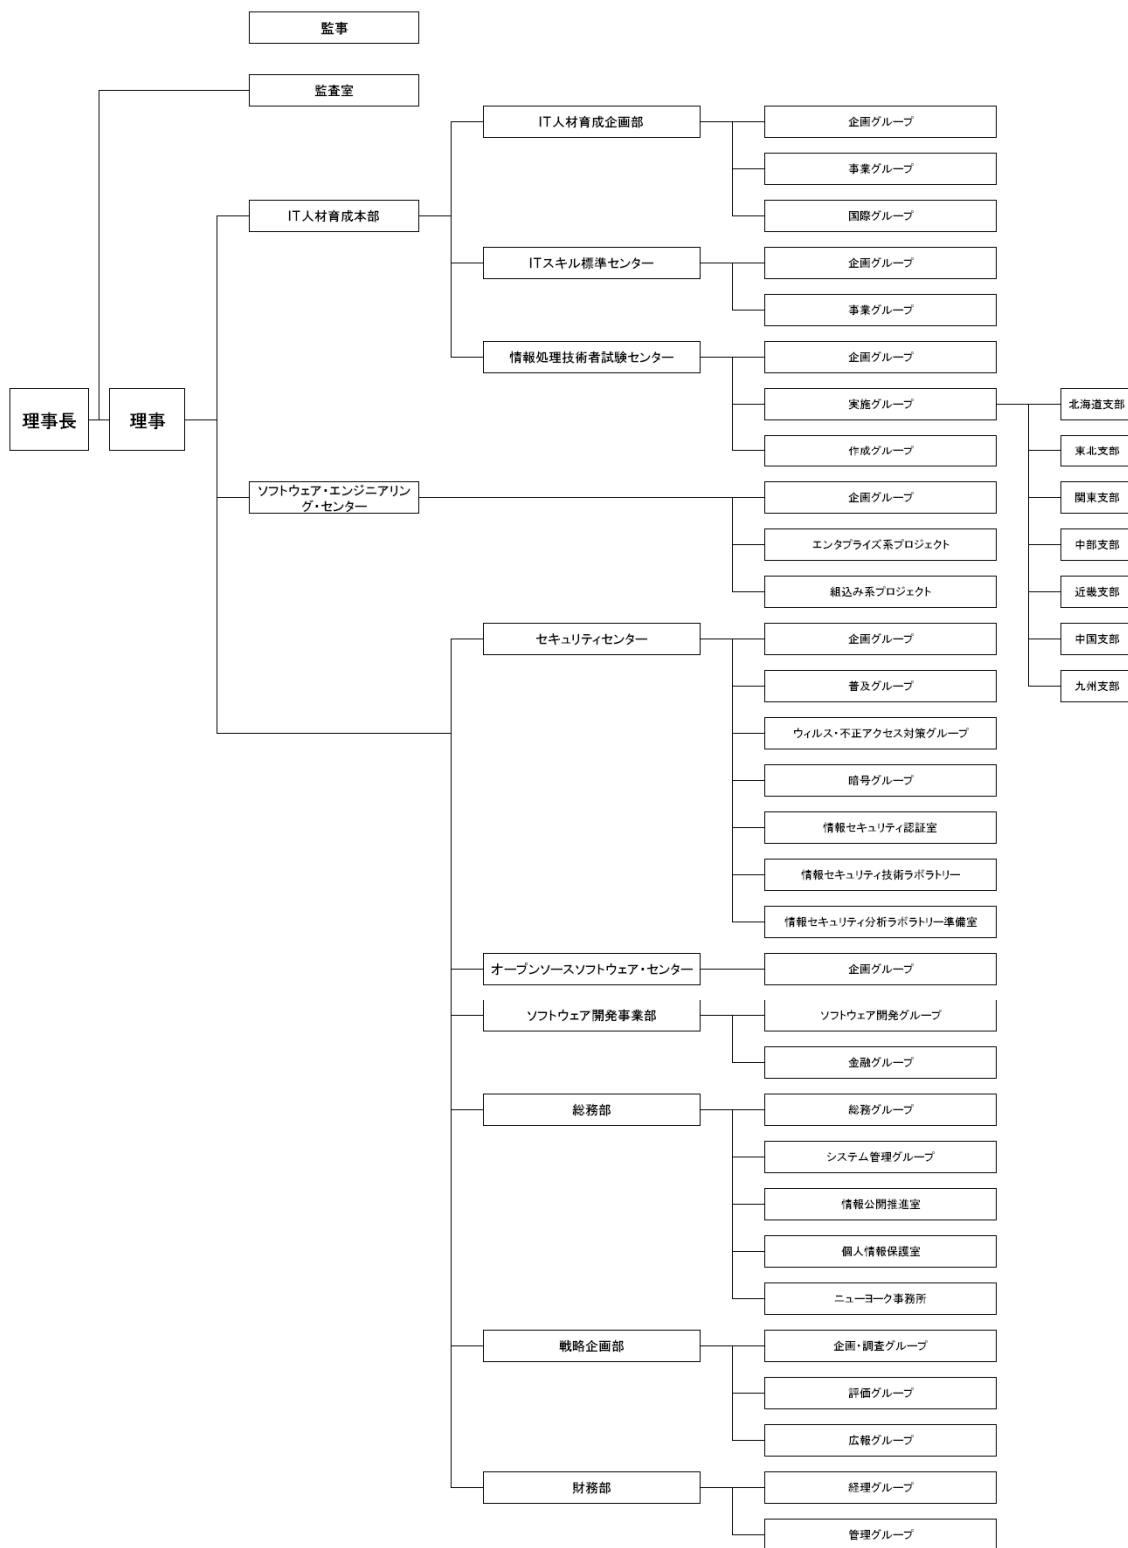 監事
監査室
IT人材育成企画部
企画グループ
事業グループ
IT人材育成本部
国際グループ
ITスキル標準センター
企画グループ
事業グループ
情報処理技術者試験センター
企画グループ
理事長
理事
実施グループ
北海道支部
作成グループ
東北支部
ソフトウェア・エンジニアリン
グ・センター
企画グループ
関東支部
エンタプライズ系プロジェクト
中部支部
組込み系プロジェクト
近畿支部
セキュリティセンター
企画グループ
中国支部
普及グループ
九州支部
ウィルス・不正アクセス対策グループ
暗号グループ
情報セキュリティ認証室
情報セキュリティ技術ラボラトリー
情報セキュリティ分析ラボラトリー準備室
オープンソースソフトウェア・センター
企画グループ
ソフトウェア開発事業部
ソフトウェア開発グループ
金融グループ
総務部
総務グループ
システム管理グループ
情報公開推進室
個人情報保護室
ニューヨーク事務所
戦略企画部
企画・調査グループ
評価グループ
広報グループ
財務部
経理グループ
管理グループ